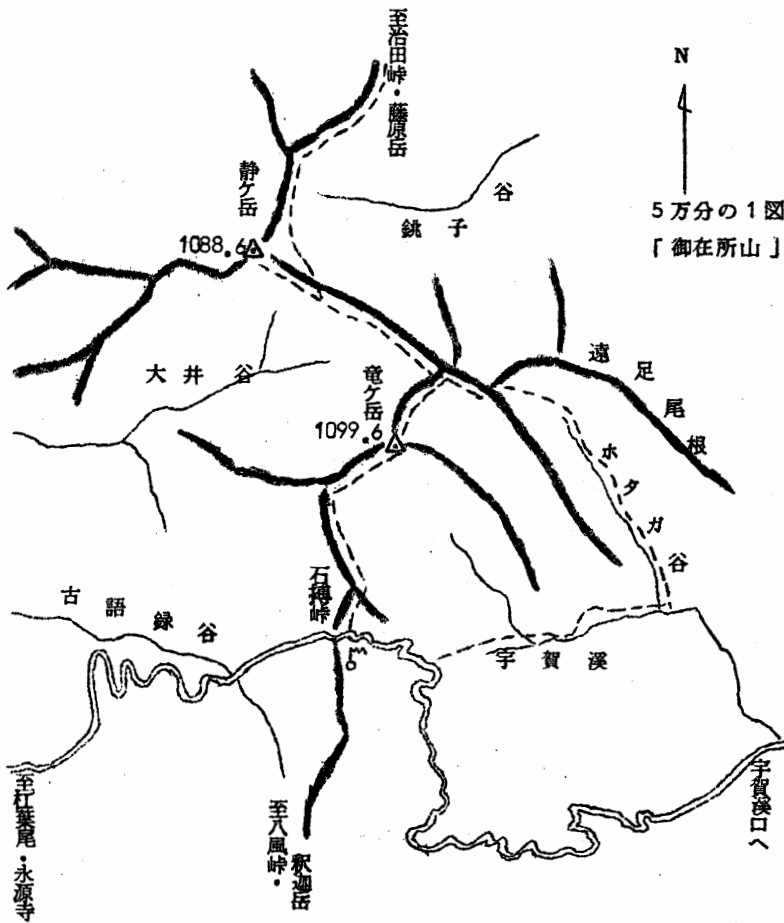 至治田峠・藤原岳
N
静ケ岳
銚子谷
5万分の1図
「御在所山」
1088.6
大井谷
竜ケ岳
遠足尾根
1099.6
ホタガ谷
石榑峠
古語録谷
宇賀渓
宇賀渓口へ
至杠葉尾・永源寺
至八風峠・
釈迦岳